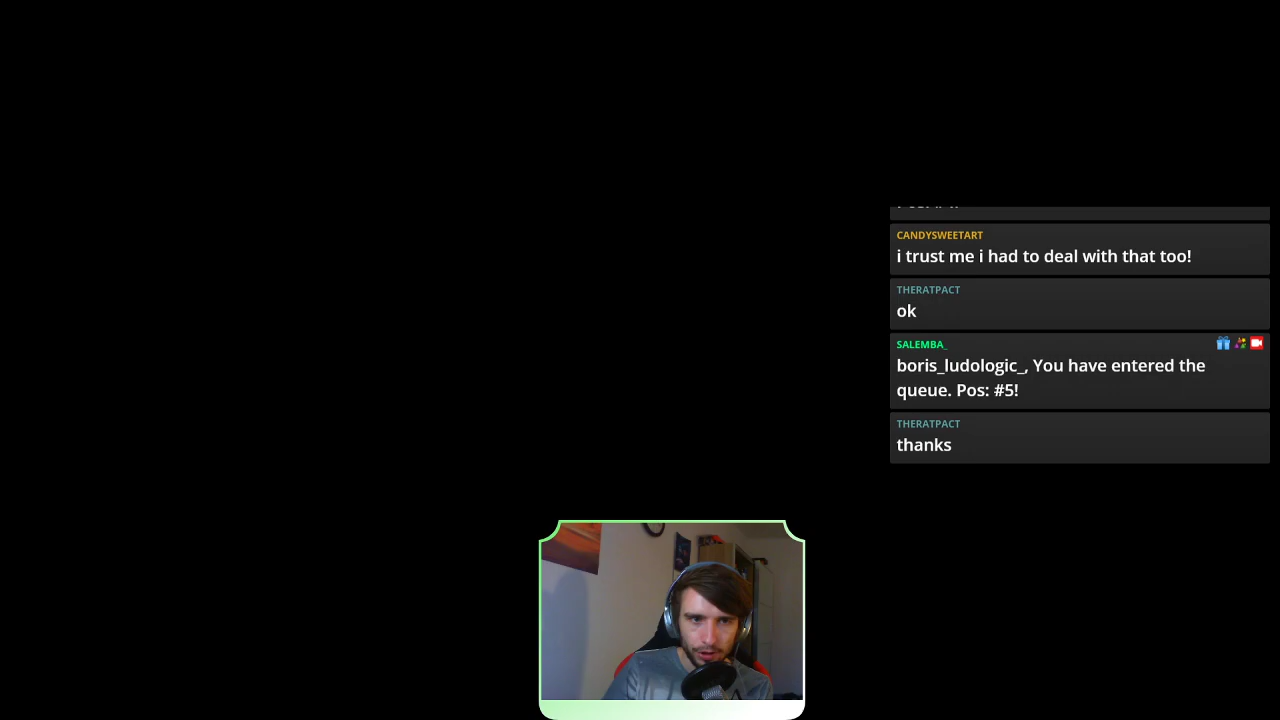 CANDYSWEETART
i trust me i had to deal with that too!
THERATPACT
ok
SALEMBA_
boris_ludologic_, You have entered the
queue. Pos: #5!
THERATPACT
thanks